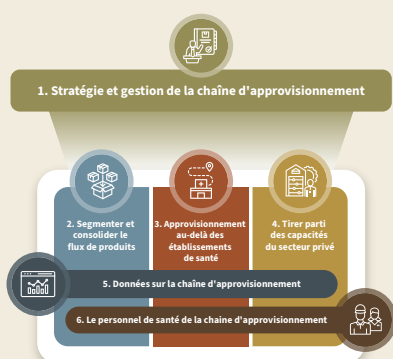 1. Stratégie et gestion de la chaîne d'approvisionnement
2. Segmenter et
consolider le
flux de produits
3. Approvisionnement
au-delà des
établissements
de santé
4. Tirer parti
des capacités
du secteur privé
5. Données sur la chaîne d'approvisionnement
6. Le personnel de santé de la chaine d'approvisionnement